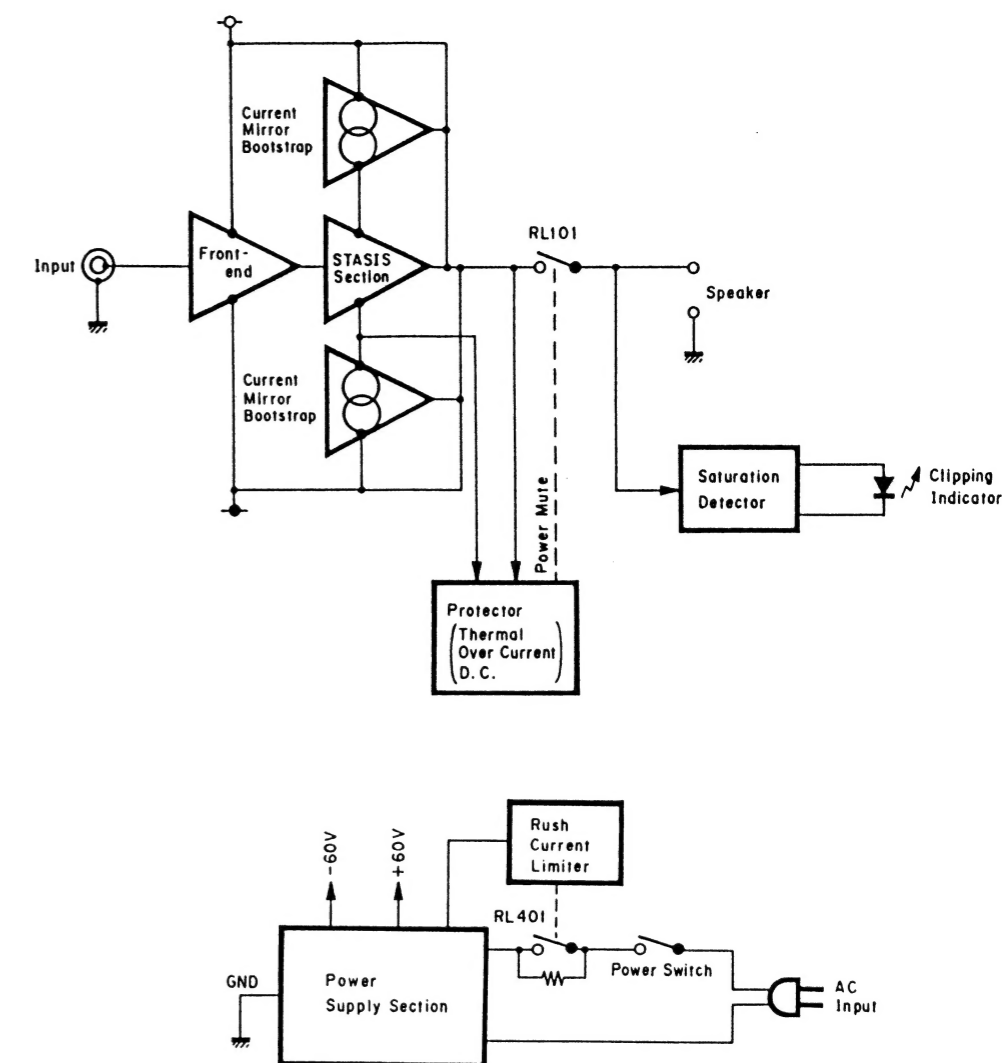 Current
Mirror
Bootstrap
RL101
Input
Front-
end
STASIS
Section
Speaker
Current
Mirror
Bootstrap
Saturation
Detector
Clipping
Indicator
Power Mute
Protector
Thermal
Over Current
D.C.
Rush
Current
Limiter
-60V
+60V
RL401
Power Switch
GND
Power
Supply Section
AC
Input